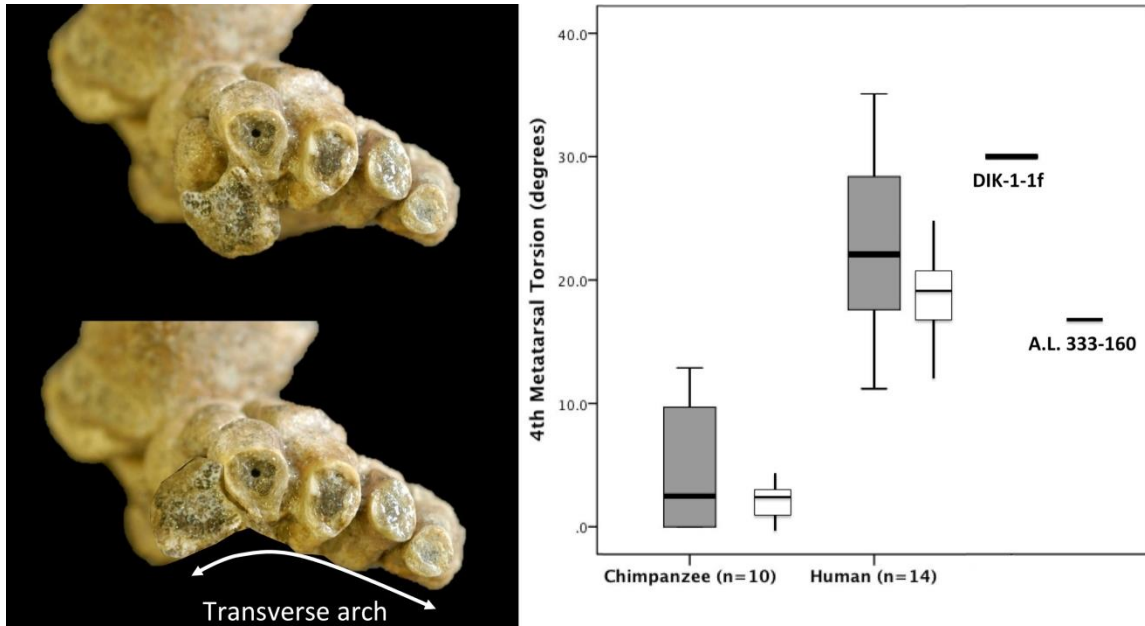 Transverse arch
4th Metatarsal Torsion (degrees)
40.0
30.0
20.0
10.0
.0
DIK-1-1f
A.L. 333-160
Chimpanzee (n=10)
Human (n=14)